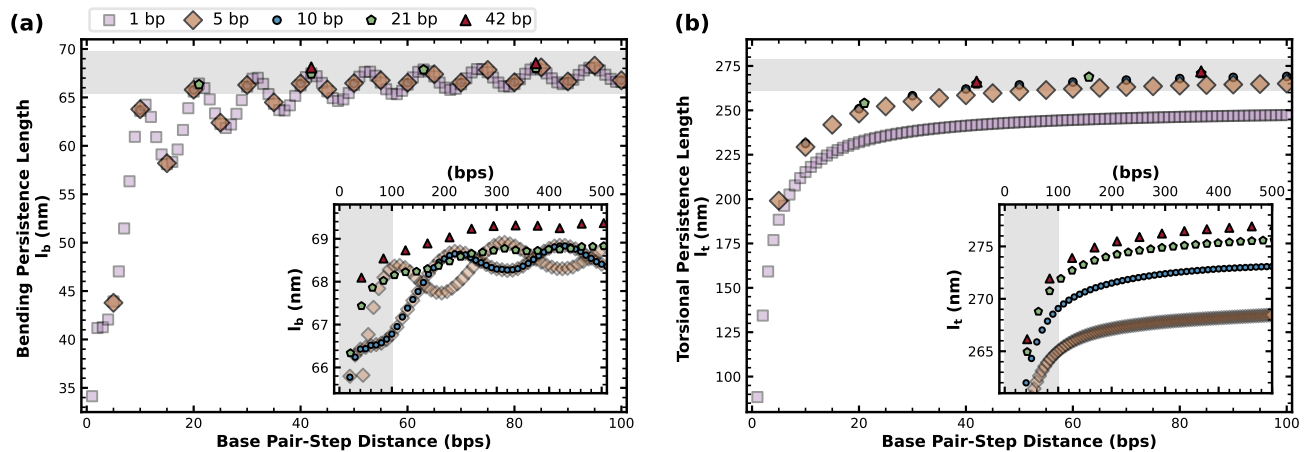 (a)
1 bp
5 bp
10 bp
21 bp
42 bp
(b)
70
65
60
55
50
45
40
35
Bending Persistence Length
l_b (nm)
0
20
40
60
80
100
Base Pair-Step Distance (bps)
(bps)
0
100
200
300
400
500
69
68
67
66
l_b (nm)
275
250
225
200
175
150
125
100
Torsional Persistence Length
l_t (nm)
0
20
40
60
80
100
Base Pair-Step Distance (bps)
(bps)
0
100
200
300
400
500
275
270
265
l_t (nm)